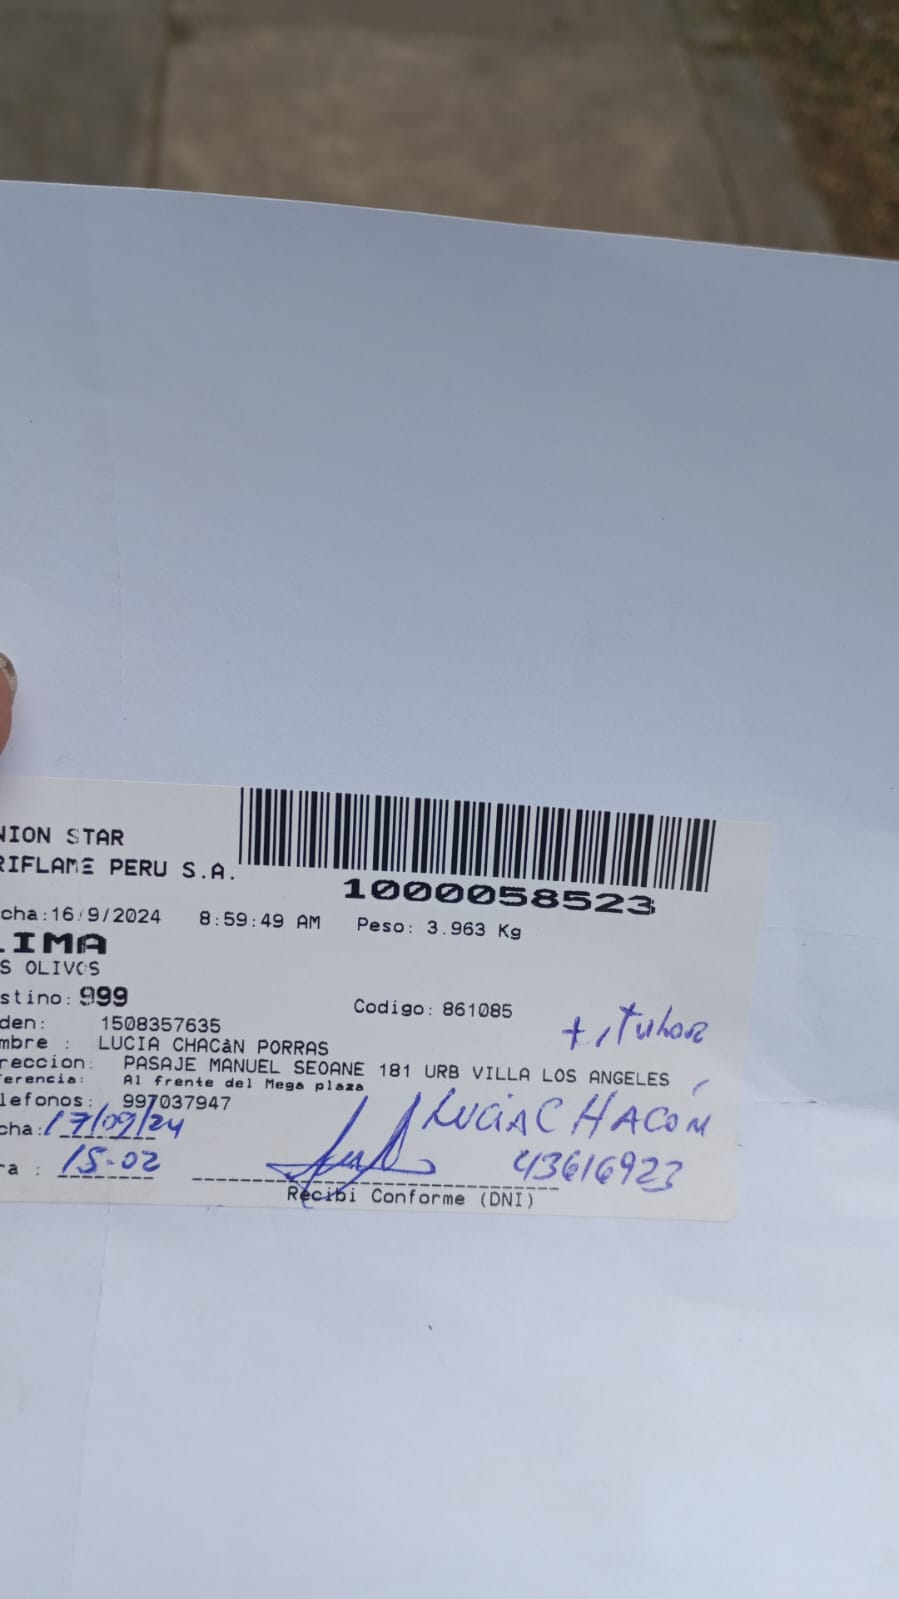 NION STAR
RIFLAME PERU S.A.
1000058523
cha:16/9/2024 8:59:49 AM Peso: 3.963 Kg
LIMA
S OLIVOS
stino: 999 Codigo: 861085
titular
den: 1508357635
mbre : LUCIA CHACàN PORRAS
reccion: PASAJE MANUEL SEOANE 181 URB VILLA LOS ANGELES
ferencia: Al frente del Mega plaza
lefonos: 997037947
LUCIA CHACÓN
cha: 17/09/24
43616923
ra : 15-02
Recibi Conforme (DNI)